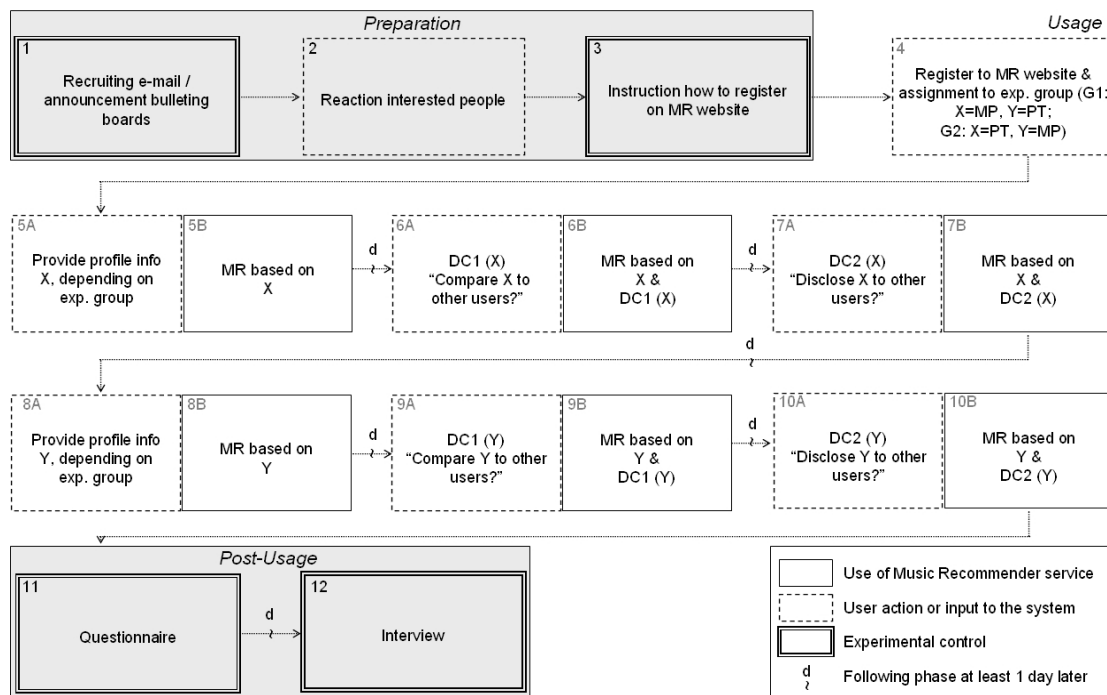 Preparation
Usage
1
Recruiting e-mail /
announcement bulleting
boards
2
Reaction interested people
3
Instruction how to register
on MR website
4
Register to MR website &
assignment to exp. group (G1:
X=MP, Y=PT;
G2: X=PT, Y=MP)
5A
Provide profile info
X, depending on
exp. group
5B
MR based on
X
d
~
6A
DC1 (X)
“Compare X to
other users?”
6B
MR based on
X &
DC1 (X)
d
~
7A
DC2 (X)
“Disclose X to other
users?”
7B
MR based on
X &
DC2 (X)
d
~
8A
Provide profile info
Y, depending on
exp. group
8B
MR based on
Y
d
~
9A
DC1 (Y)
“Compare Y to other
users?”
9B
MR based on
Y &
DC1 (Y)
d
~
10A
DC2 (Y)
“Disclose Y to other
users?”
10B
MR based on
Y &
DC2 (Y)
Post-Usage
11
Questionnaire
d
~
12
Interview
Use of Music Recommender service
User action or input to the system
Experimental control
d
~
Following phase at least 1 day later